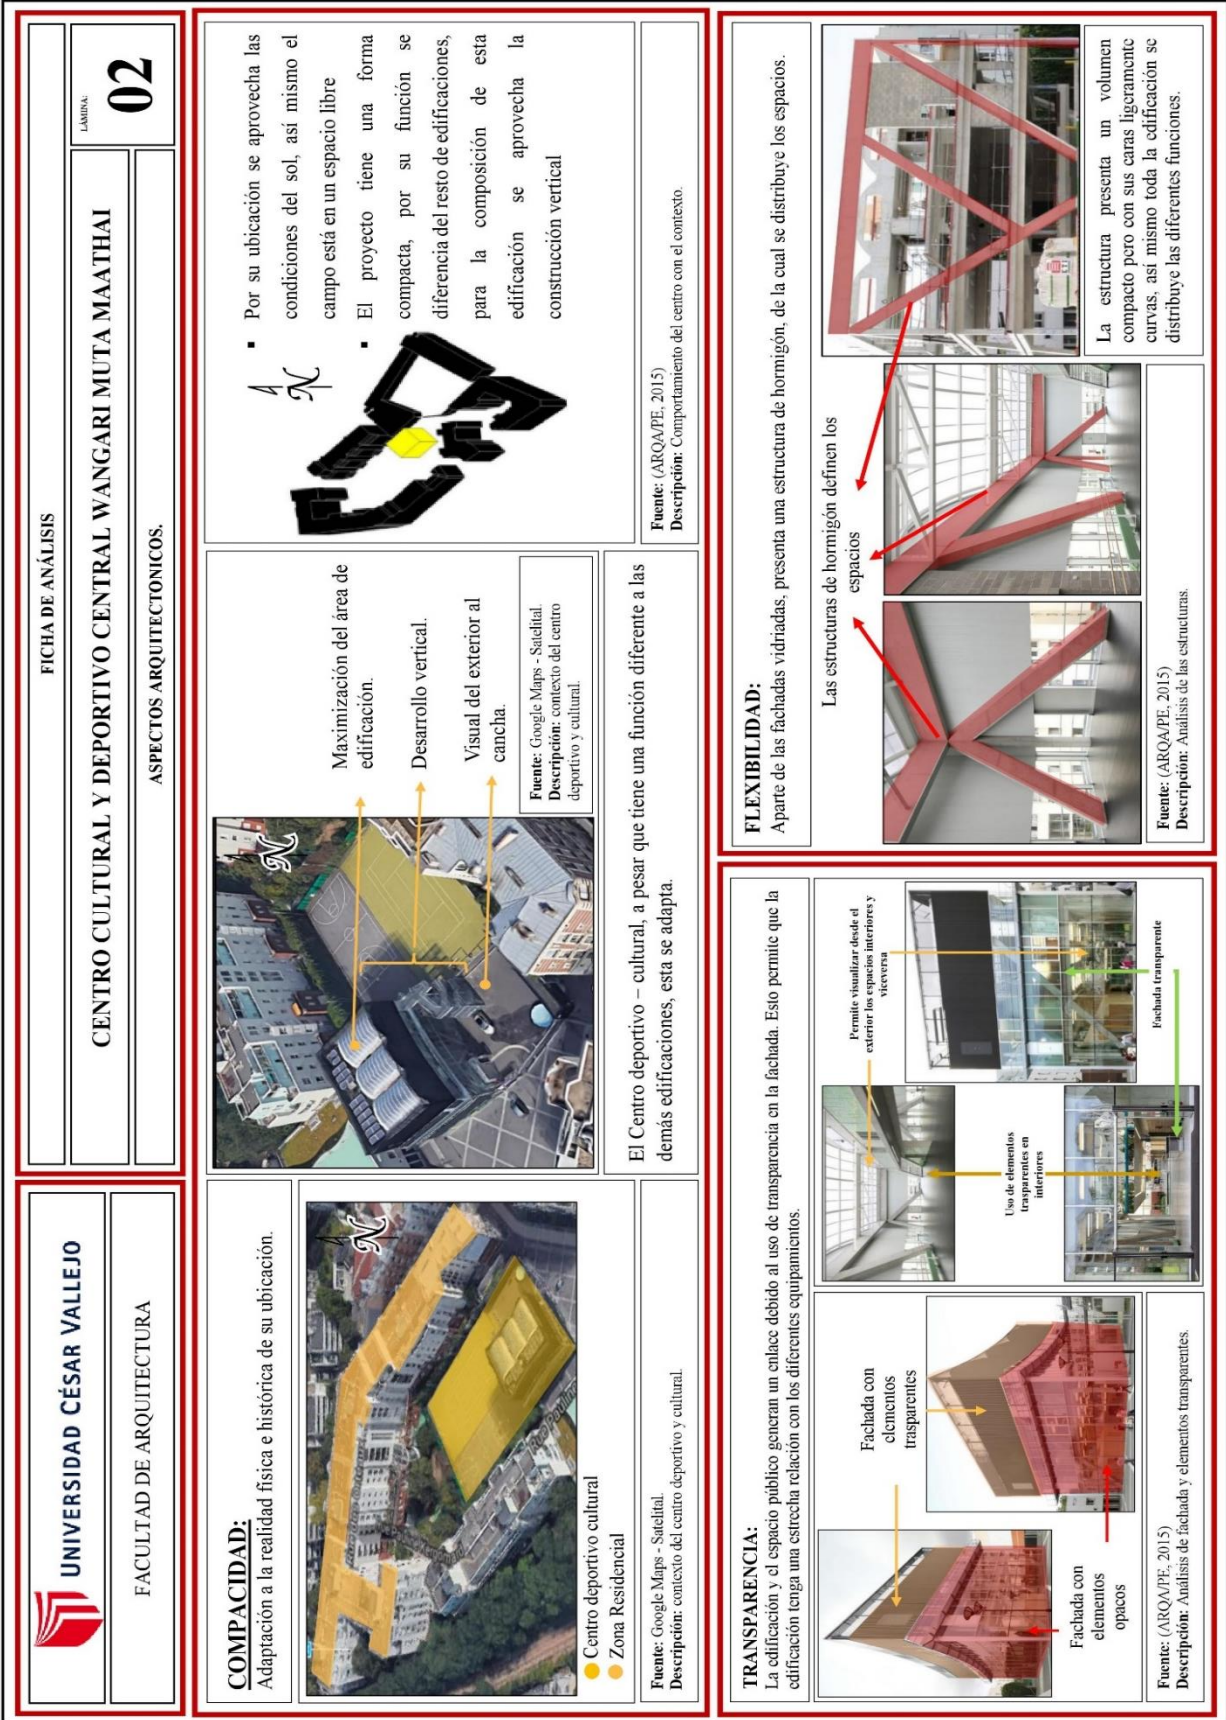 UNIVERSIDAD CÉSAR VALLEJO
FACULTAD DE ARQUITECTURA
FICHA DE ANÁLISIS
CENTRO CULTURAL Y DEPORTIVO CENTRAL WANGARI MUTA MAATHAI
ASPECTOS ARQUITECTONICOS.
LÁMINA:
02
COMPACIDAD:
Adaptación a la realidad física e histórica de su ubicación.
N
Centro deportivo cultural
Zona Residencial
Fuente: Google Maps - Satelital.
Descripción: contexto del centro deportivo y cultural.
N
Maximización del área de
edificación.
Desarrollo vertical.
Visual del exterior al
cancha.
Fuente: Google Maps - Satelital.
Descripción: contexto del centro
deportivo y cultural.
El Centro deportivo – cultural, a pesar que tiene una función diferente a las
demás edificaciones, esta se adapta.
N
▪ Por su ubicación se aprovecha las
condiciones del sol, así mismo el
campo está en un espacio libre
▪ El proyecto tiene una forma
compacta, por su función se
diferencia del resto de edificaciones,
para la composición de esta
edificación se aprovecha la
construcción vertical
Fuente: (ARQA/PE, 2015)
Descripción: Comportamiento del centro con el contexto.
TRANSPARENCIA:
La edificación y el espacio público generan un enlace debido al uso de transparencia en la fachada. Esto permite que la
edificación tenga una estrecha relación con los diferentes equipamientos.
Fachada con
elementos
trasparentes
Fachada con
elementos
opacos
Fuente: (ARQA/PE, 2015)
Descripción: Análisis de fachada y elementos transparentes.
Permite visualizar desde el
exterior los espacios interiores y
viceversa
Uso de elementos
trasparentes en
interiores
Fachada transparente
FLEXIBILIDAD:
Aparte de las fachadas vidriadas, presenta una estructura de hormigón, de la cual se distribuye los espacios.
Las estructuras de hormigón definen los
espacios
Fuente: (ARQA/PE, 2015)
Descripción: Análisis de las estructuras.
La estructura presenta un volumen
compacto pero con sus caras ligeramente
curvas, así mismo toda la edificación se
distribuye las diferentes funciones.